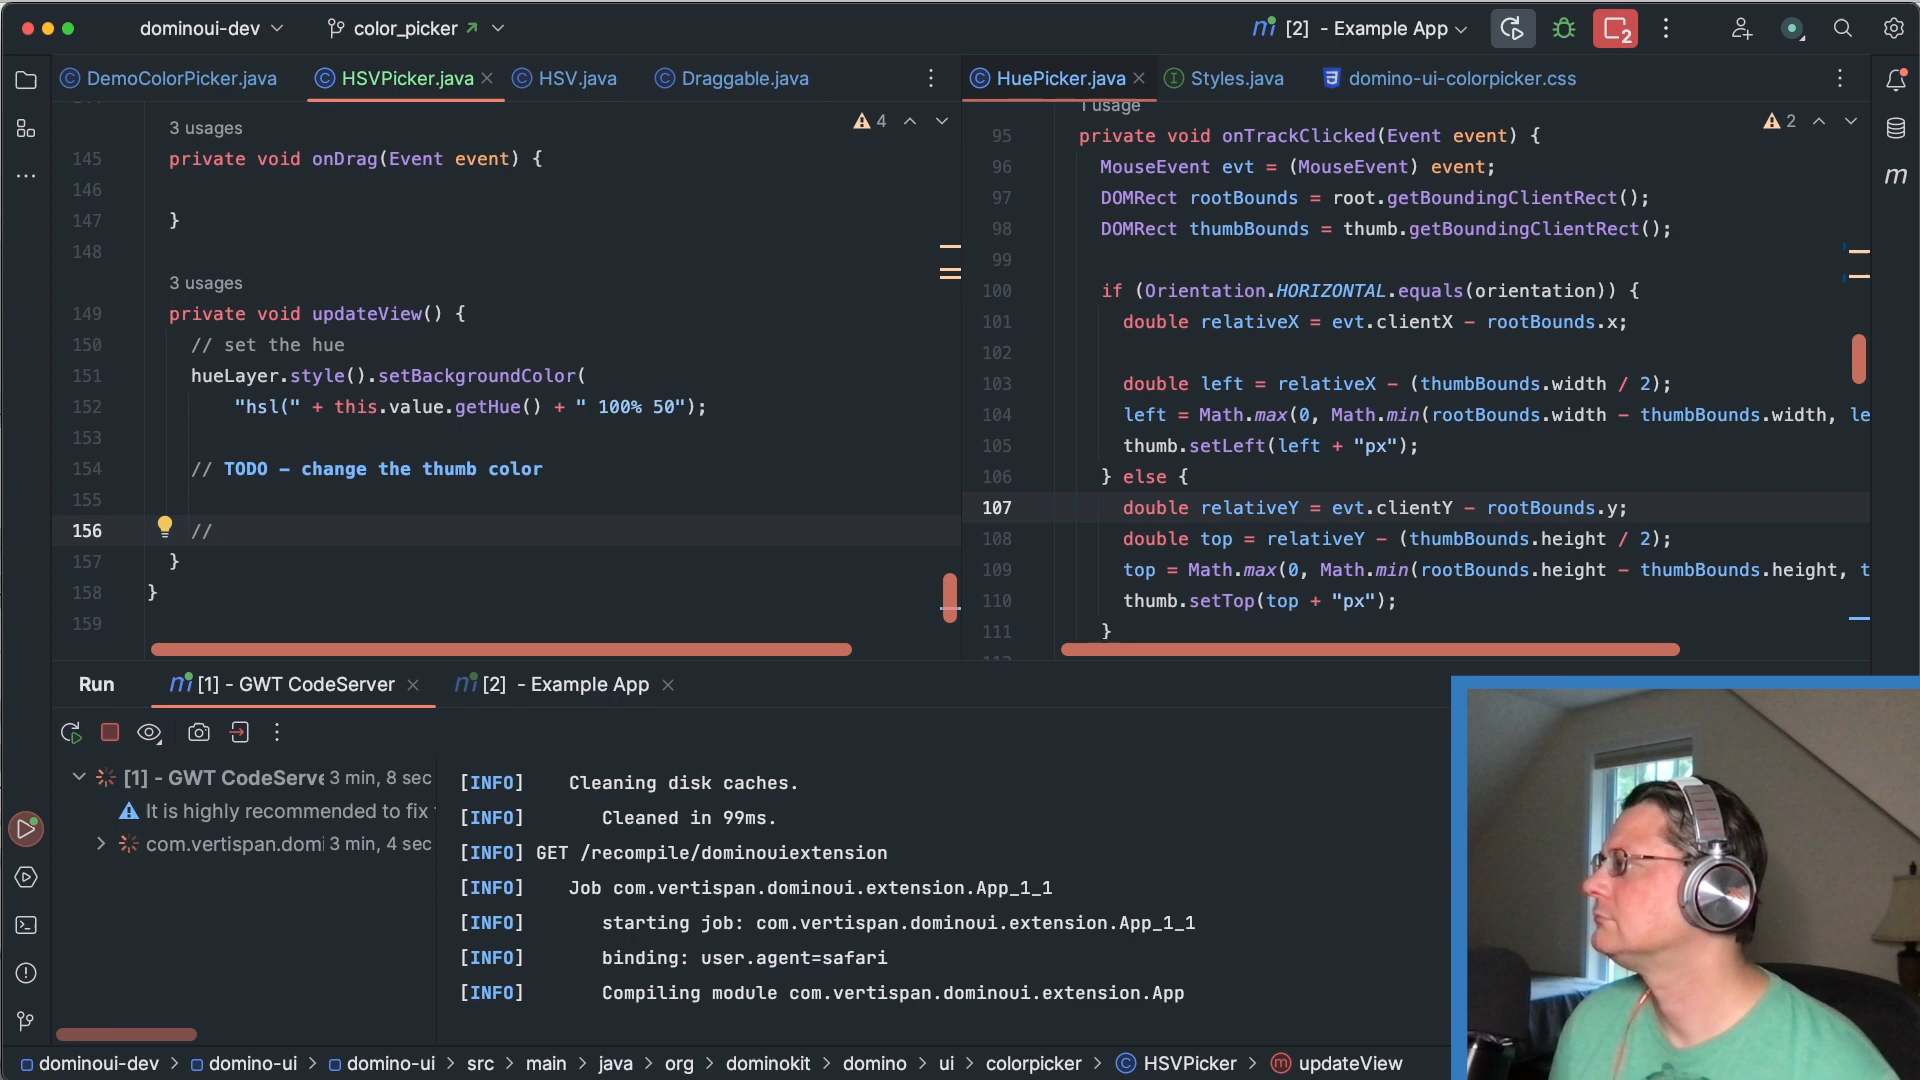 dominoui-dev
color_picker
[2] - Example App
2
DemoColorPicker.java
HSVPicker.java
HSV.java
Draggable.java
HuePicker.java
Styles.java
domino-ui-colorpicker.css
4
3 usages
145 private void onDrag(Event event) {
146
147 }
148
3 usages
149 private void updateView() {
150 // set the hue
151 hueLayer.style().setBackgroundColor(
152 "hsl(" + this.value.getHue() + " 100% 50");
153
154 // TODO – change the thumb color
155
156 //
157 }
158 }
159
1 usage
2
95 private void onTrackClicked(Event event) {
96 MouseEvent evt = (MouseEvent) event;
97 DOMRect rootBounds = root.getBoundingClientRect();
98 DOMRect thumbBounds = thumb.getBoundingClientRect();
99
100 if (Orientation.HORIZONTAL.equals(orientation)) {
101 double relativeX = evt.clientX – rootBounds.x;
102
103 double left = relativeX – (thumbBounds.width / 2);
104 left = Math.max(0, Math.min(rootBounds.width – thumbBounds.width, le
105 thumb.setLeft(left + "px");
106 } else {
107 double relativeY = evt.clientY – rootBounds.y;
108 double top = relativeY – (thumbBounds.height / 2);
109 top = Math.max(0, Math.min(rootBounds.height – thumbBounds.height, t
110 thumb.setTop(top + "px");
111 }
Run
[1] - GWT CodeServer
[2] - Example App
[1] - GWT CodeServe 3 min, 8 sec
It is highly recommended to fix
com.vertispan.domi 3 min, 4 sec
[INFO] Cleaning disk caches.
[INFO] Cleaned in 99ms.
[INFO] GET /recompile/dominouiextension
[INFO] Job com.vertispan.dominoui.extension.App_1_1
[INFO] starting job: com.vertispan.dominoui.extension.App_1_1
[INFO] binding: user.agent=safari
[INFO] Compiling module com.vertispan.dominoui.extension.App
dominoui-dev > domino-ui > domino-ui > src > main > java > org > dominokit > domino > ui > colorpicker > HSVPicker > updateView